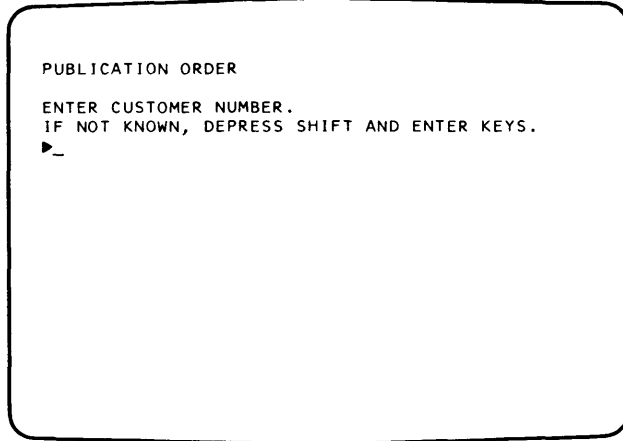 PUBLICATION ORDER
ENTER CUSTOMER NUMBER.
IF NOT KNOWN, DEPRESS SHIFT AND ENTER KEYS.
▶_